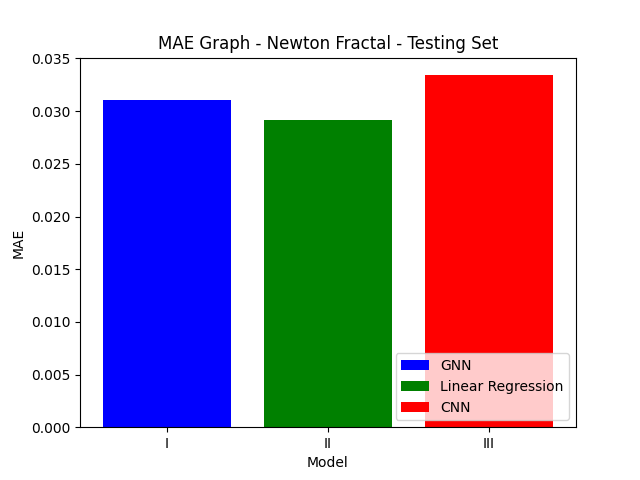 MAE Graph - Newton Fractal - Testing Set
0.035
0.030
0.025
0.020
0.015
0.010
0.005
0.000
MAE
I
II
III
Model
GNN
Linear Regression
CNN